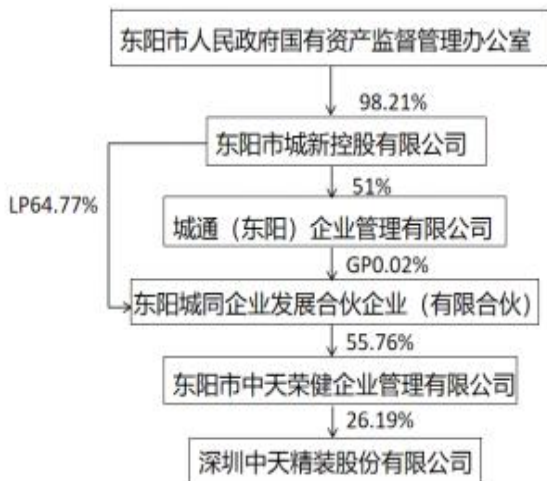 东阳市人民政府国有资产监督管理办公室
98.21%
东阳市城新控股有限公司
51%
LP64.77%
城通（东阳）企业管理有限公司
GP0.02%
东阳城同企业发展合伙企业（有限合伙）
55.76%
东阳市中天荣健企业管理有限公司
26.19%
深圳中天精装股份有限公司